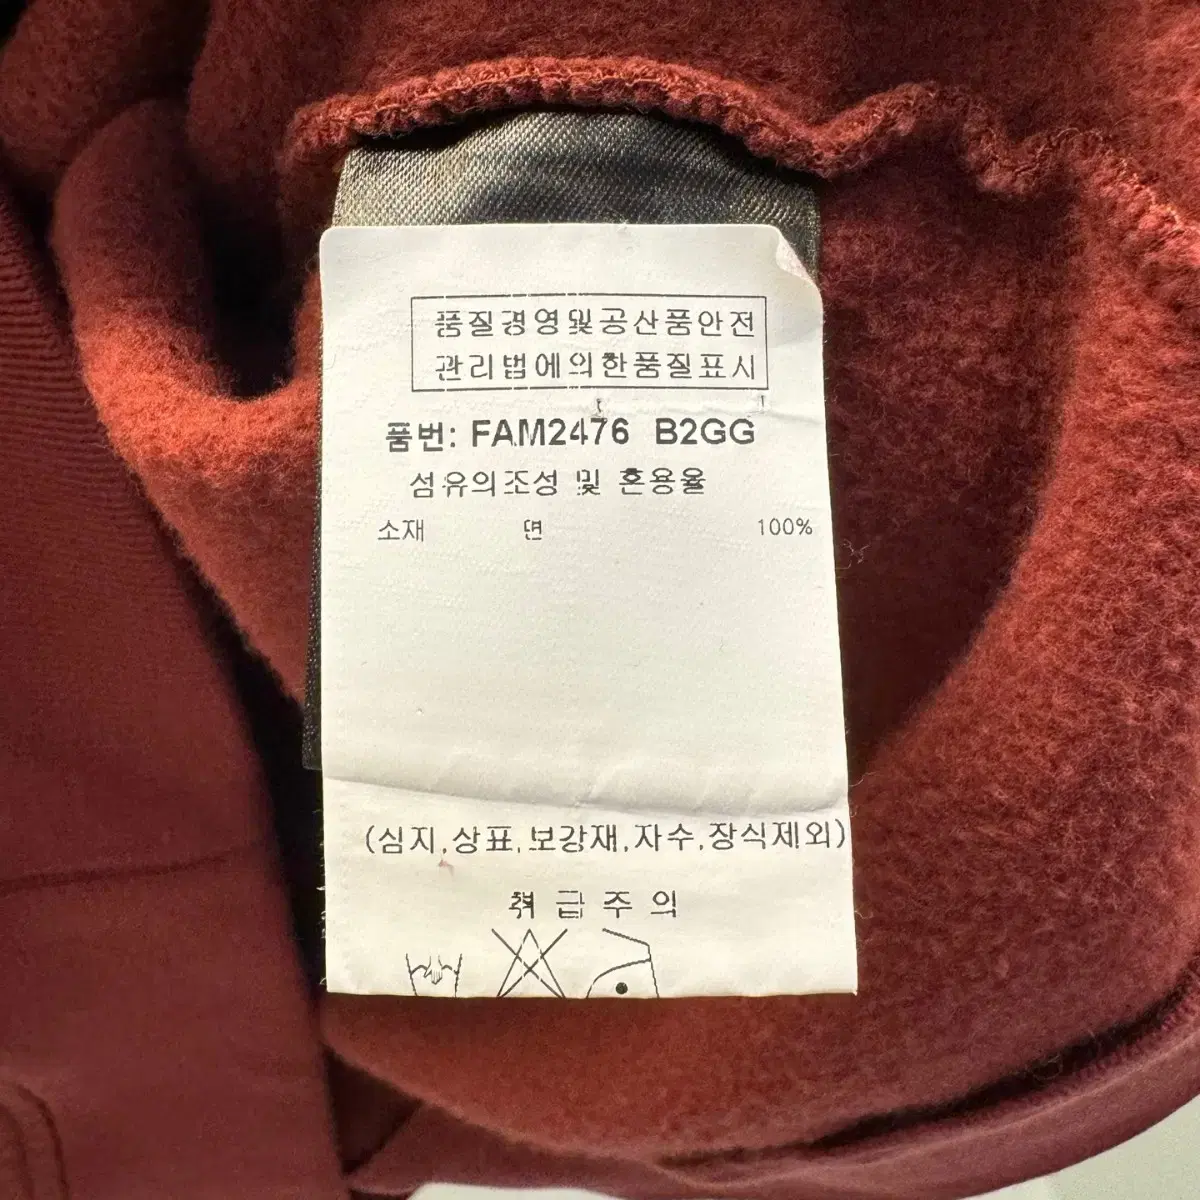 품질경영및공산품안전
관리법에의한품질표시
품번: FAM2476 B2GG
섬유의조성 및 혼용율
소재 면 100%
(심지,상표,보강재,자수,장식제외)
취급주의